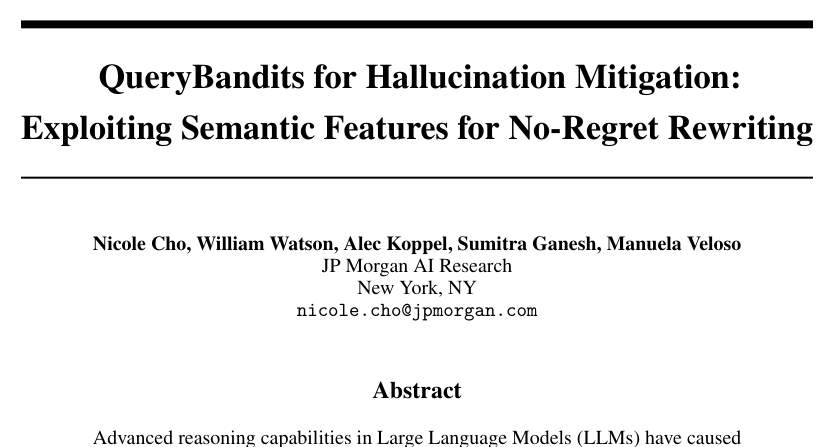 QueryBandits for Hallucination Mitigation:
Exploiting Semantic Features for No-Regret Rewriting
Nicole Cho, William Watson, Alec Koppel, Sumitra Ganesh, Manuela Veloso
JP Morgan AI Research
New York, NY
nicole.cho@jpmorgan.com
Abstract
Advanced reasoning capabilities in Large Language Models (LLMs) have caused